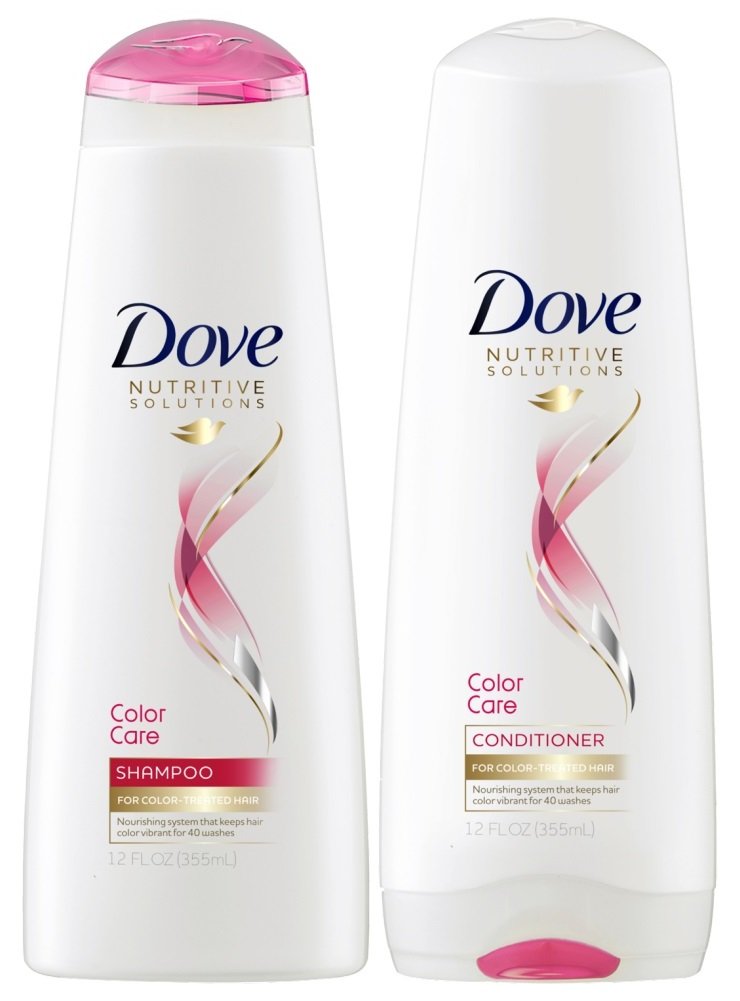 Dove
NUTRITIVE
SOLUTIONS
Color
Care
SHAMPOO
FOR COLOR-TREATED HAIR
Nourishing system that keeps hair
color vibrant for 40 washes
12 FL OZ (355mL)
Dove
NUTRITIVE
SOLUTIONS
Color
Care
CONDITIONER
FOR COLOR-TREATED HAIR
Nourishing system that keeps hair
color vibrant for 40 washes
12 FL OZ (355mL)